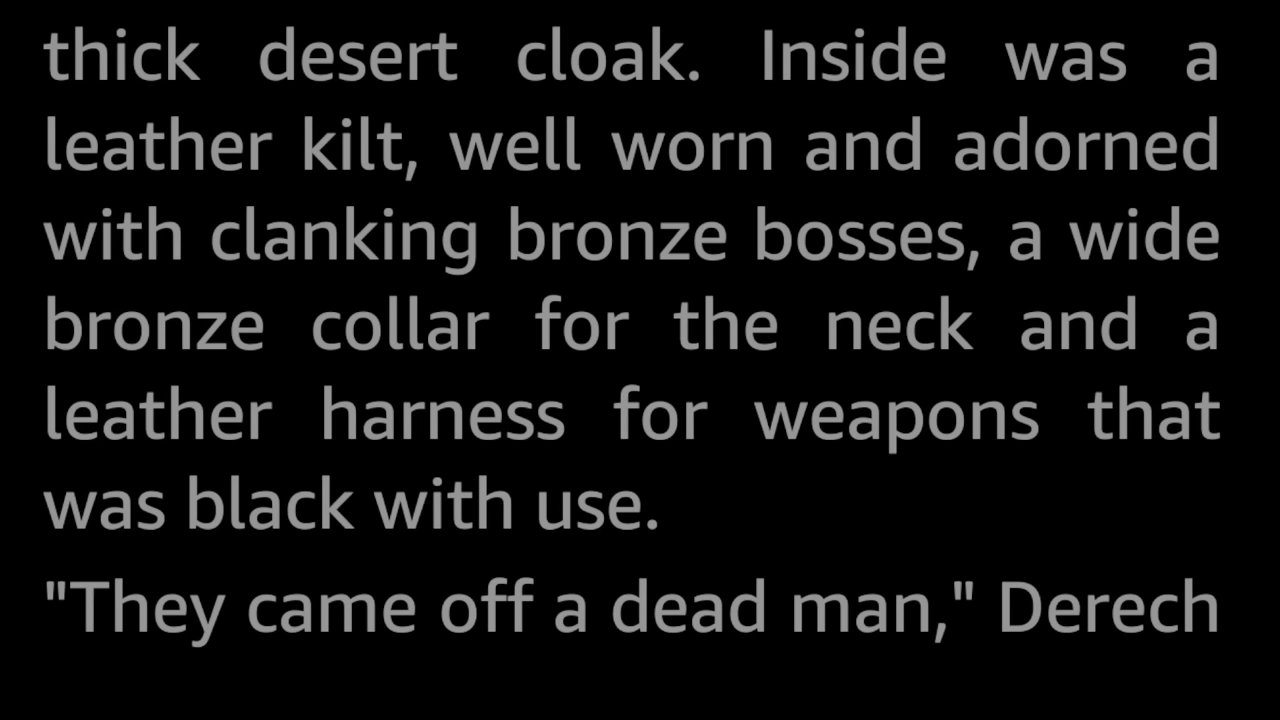 thick desert cloak. Inside was a
leather kilt, well worn and adorned
with clanking bronze bosses, a wide
bronze collar for the neck and a
leather harness for weapons that
was black with use.
"They came off a dead man," Derech